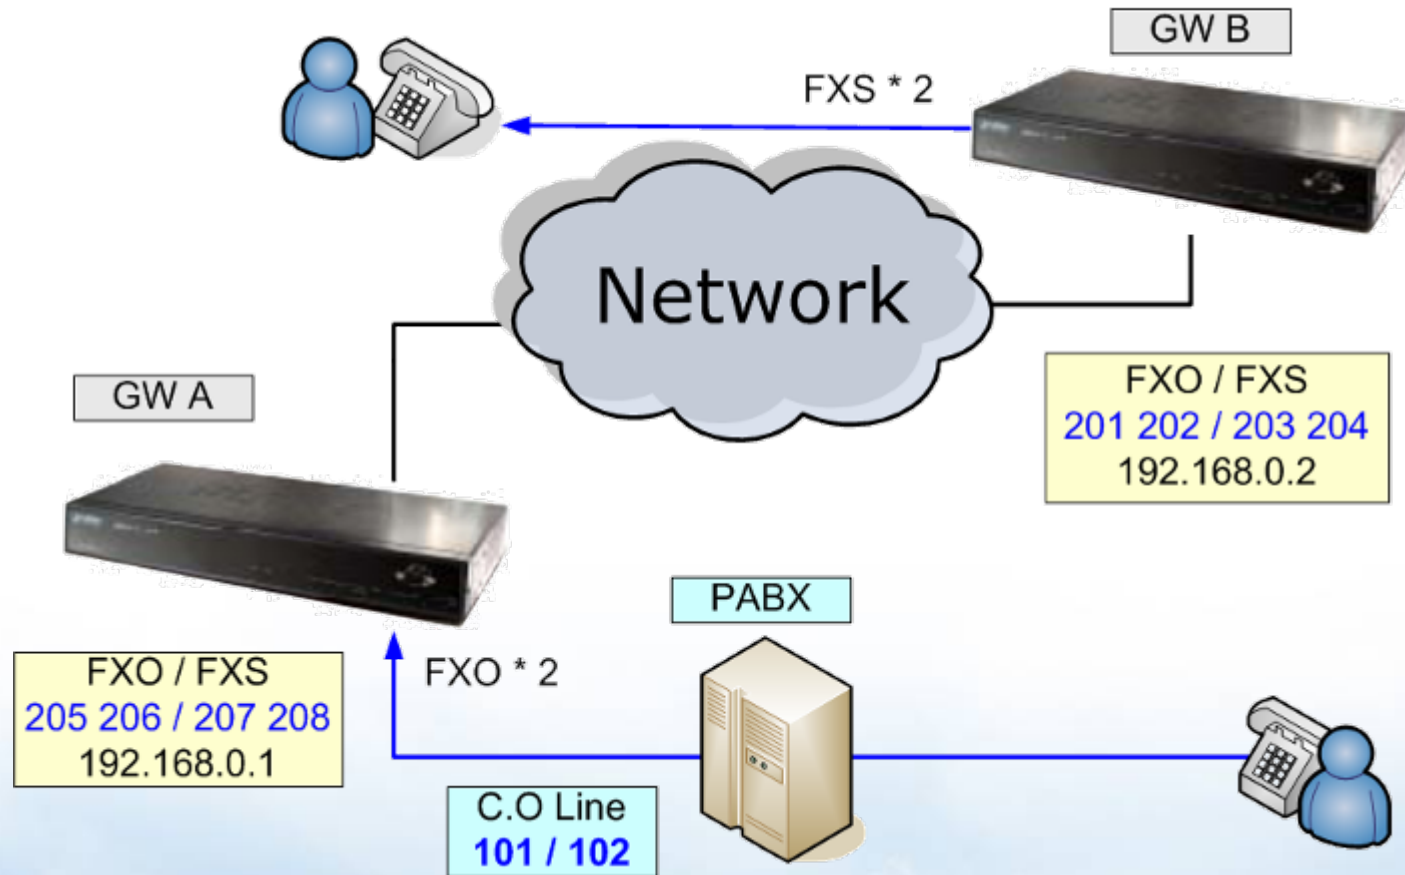 GW B
FXS * 2
Network
GW A
FXO / FXS
201 202 / 203 204
192.168.0.2
PABX
FXO * 2
FXO / FXS
205 206 / 207 208
192.168.0.1
C.O Line
101 / 102